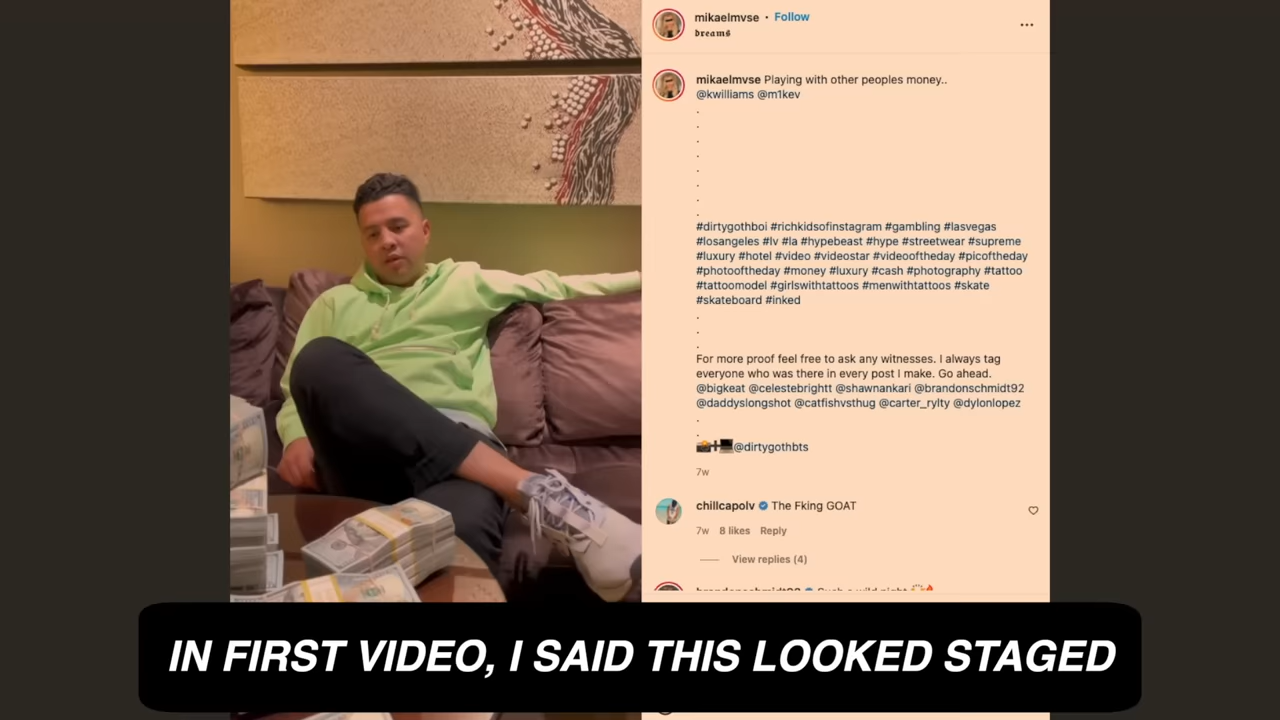 mikaelmvse • Follow
𝖉𝖗𝖊𝖆𝖒𝖘
mikaelmvse Playing with other peoples money..
@kwilliams @m1kev
.
.
.
.
.
.
.
.
#dirtygothboi #richkidsofinstagram #gambling #lasvegas
#losangeles #lv #la #hypebeast #hype #streetwear #supreme
#luxury #hotel #video #videostar #videooftheday #picoftheday
#photooftheday #money #luxury #cash #photography #tattoo
#tattoomodel #girlswithtattoos #menwithtattoos #skate
#skateboard #inked
.
.
.
For more proof feel free to ask any witnesses. I always tag
everyone who was there in every post I make. Go ahead.
@bigkeat @celestebrightt @shawnankari @brandonschmidt92
@daddyslongshot @catfishvsthug @carter_rylty @dylonlopez
.
.
@dirtygothbts
7w
chillcapolv The Fking GOAT
7w 8 likes Reply
View replies (4)
IN FIRST VIDEO, I SAID THIS LOOKED STAGED